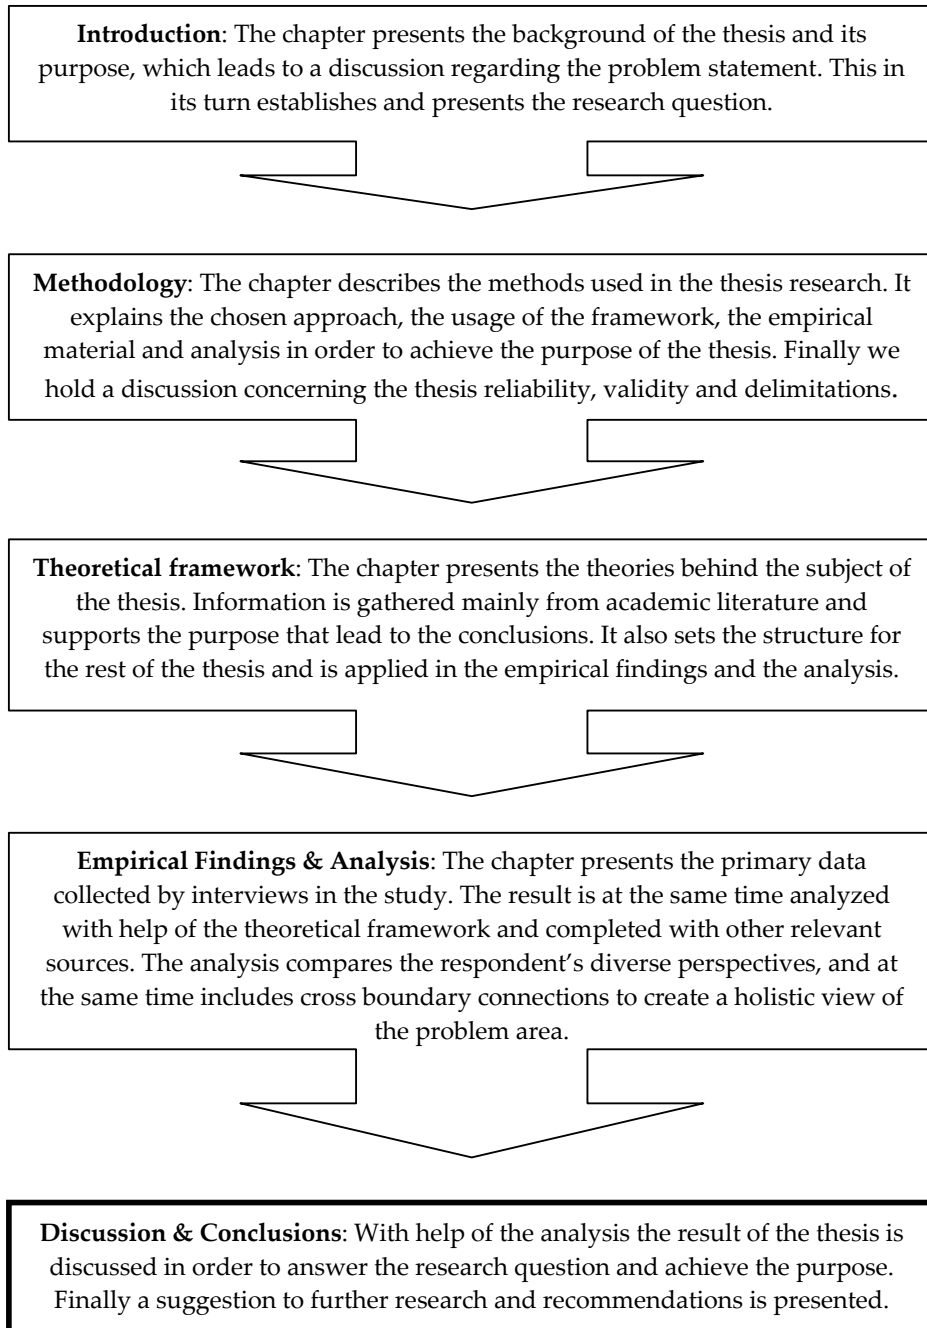 Introduction: The chapter presents the background of the thesis and its
purpose, which leads to a discussion regarding the problem statement. This in
its turn establishes and presents the research question.
Methodology: The chapter describes the methods used in the thesis research. It
explains the chosen approach, the usage of the framework, the empirical
material and analysis in order to achieve the purpose of the thesis. Finally we
hold a discussion concerning the thesis reliability, validity and delimitations.
Theoretical framework: The chapter presents the theories behind the subject of
the thesis. Information is gathered mainly from academic literature and
supports the purpose that lead to the conclusions. It also sets the structure for
the rest of the thesis and is applied in the empirical findings and the analysis.
Empirical Findings & Analysis: The chapter presents the primary data
collected by interviews in the study. The result is at the same time analyzed
with help of the theoretical framework and completed with other relevant
sources. The analysis compares the respondent’s diverse perspectives, and at
the same time includes cross boundary connections to create a holistic view of
the problem area.
Discussion & Conclusions: With help of the analysis the result of the thesis is
discussed in order to answer the research question and achieve the purpose.
Finally a suggestion to further research and recommendations is presented.